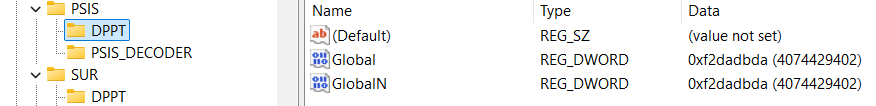 PSIS
DPPT
PSIS_DECODER
SUR
DPPT
Name Type Data
(Default) REG_SZ (value not set)
Global REG_DWORD 0xf2dadbda (4074429402)
GlobalN REG_DWORD 0xf2dadbda (4074429402)